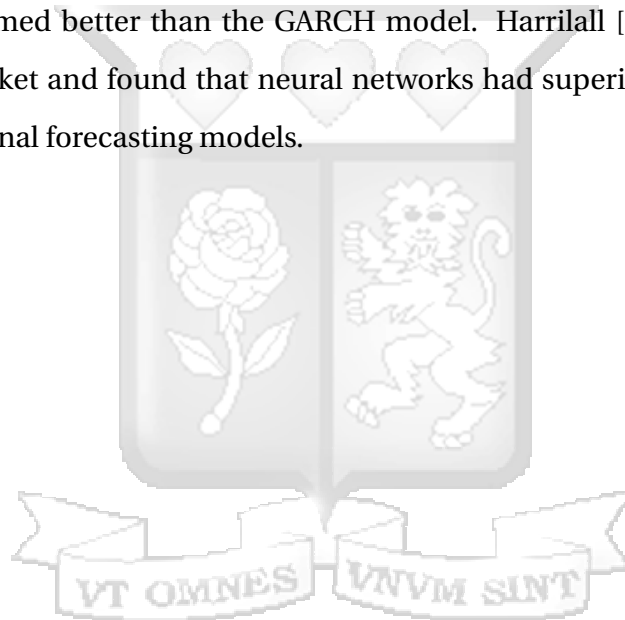 med better than the GARCH model. Harrilall [
ket and found that neural networks had superi
nal forecasting models.
VT OMNES VNVM SINT